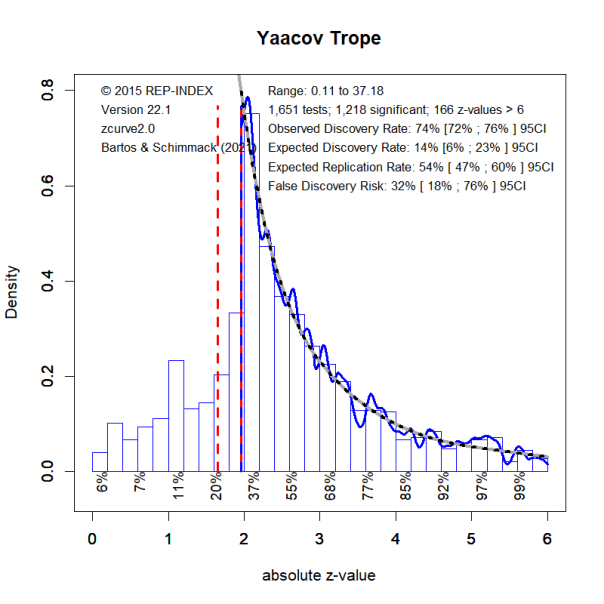 Yaacov Trope
© 2015 REP-INDEX
Version 22.1
zcurve2.0
Bartos & Schimmack (2021)
Range: 0.11 to 37.18
1,651 tests; 1,218 significant; 166 z-values > 6
Observed Discovery Rate: 74% [72% ; 76% ] 95CI
Expected Discovery Rate: 14% [6% ; 23% ] 95CI
Expected Replication Rate: 54% [ 47% ; 60% ] 95CI
False Discovery Risk: 32% [ 18% ; 76% ] 95CI
Density
0.8
0.6
0.4
0.2
0.0
6% 7% 11% 20% 37% 55% 68% 77% 85% 92% 97% 99%
0 1 2 3 4 5 6
absolute z-value